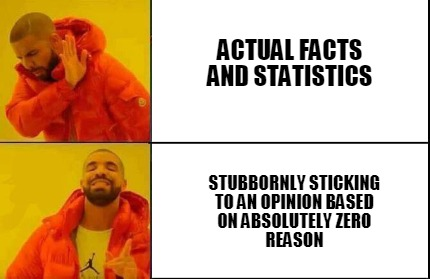 ACTUAL FACTS
AND STATISTICS
STUBBORNLY STICKING
TO AN OPINION BASED
ON ABSOLUTELY ZERO
REASON